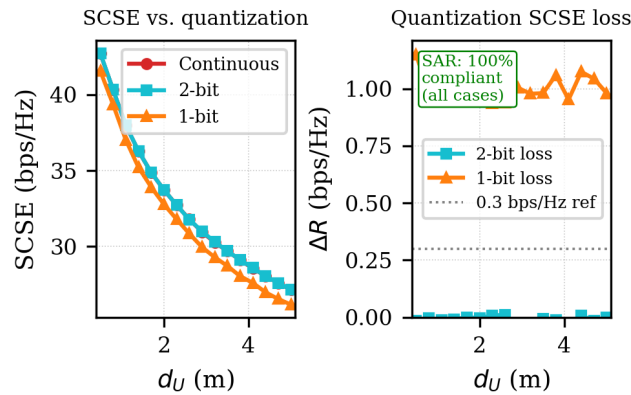 SCSE vs. quantization
SCSE (bps/Hz)
40
35
30
Continuous
2-bit
1-bit
2
4
d_U (m)
Quantization SCSE loss
ΔR (bps/Hz)
1.00
0.75
0.50
0.25
0.00
SAR: 100%
compliant
(all cases)
2-bit loss
1-bit loss
0.3 bps/Hz ref
2
4
d_U (m)